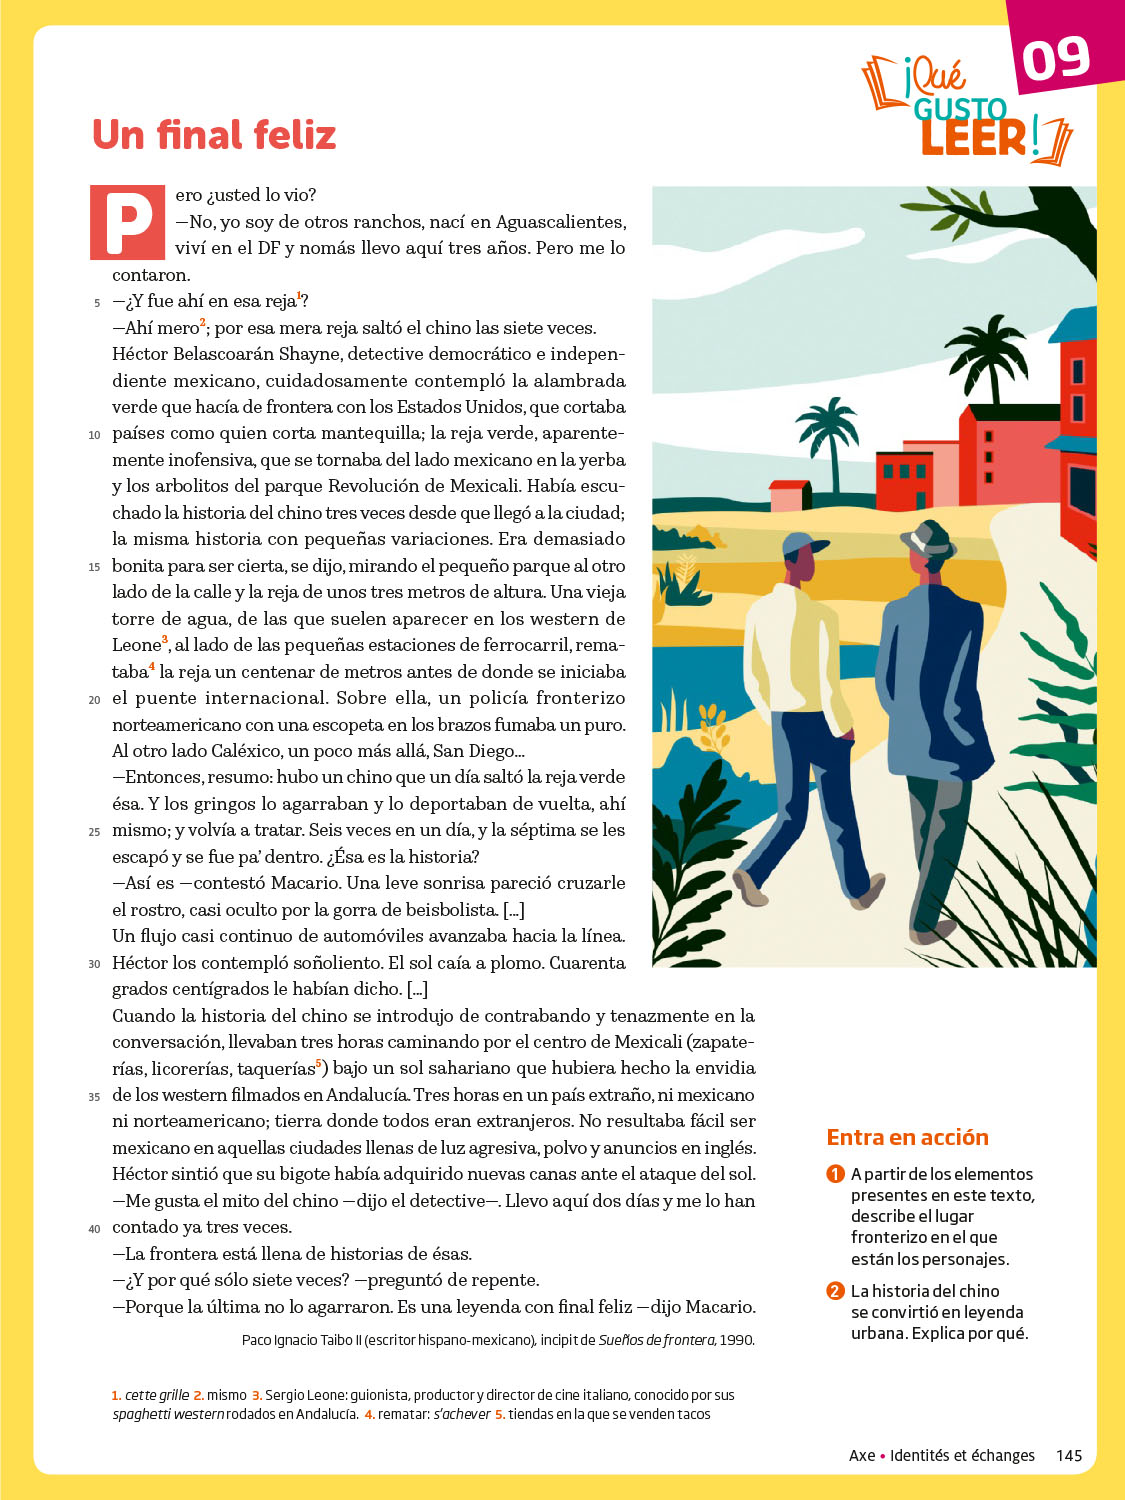 09
¡Qué
GUSTO
LEER!
Un final feliz
Pero ¿usted lo vio?
—No, yo soy de otros ranchos, nací en Aguascalientes,
viví en el DF y nomás llevo aquí tres años. Pero me lo
contaron.
5 —¿Y fue ahí en esa reja1?
—Ahí mero2; por esa mera reja saltó el chino las siete veces.
Héctor Belascoarán Shayne, detective democrático e indepen-
diente mexicano, cuidadosamente contempló la alambrada
verde que hacía de frontera con los Estados Unidos, que cortaba
10 países como quien corta mantequilla; la reja verde, aparente-
mente inofensiva, que se tornaba del lado mexicano en la yerba
y los arbolitos del parque Revolución de Mexicali. Había escu-
chado la historia del chino tres veces desde que llegó a la ciudad;
la misma historia con pequeñas variaciones. Era demasiado
15 bonita para ser cierta, se dijo, mirando el pequeño parque al otro
lado de la calle y la reja de unos tres metros de altura. Una vieja
torre de agua, de las que suelen aparecer en los western de
Leone3, al lado de las pequeñas estaciones de ferrocarril, rema-
taba4 la reja un centenar de metros antes de donde se iniciaba
20 el puente internacional. Sobre ella, un policía fronterizo
norteamericano con una escopeta en los brazos fumaba un puro.
Al otro lado Caléxico, un poco más allá, San Diego...
—Entonces, resumo: hubo un chino que un día saltó la reja verde
ésa. Y los gringos lo agarraban y lo deportaban de vuelta, ahí
25 mismo; y volvía a tratar. Seis veces en un día, y la séptima se les
escapó y se fue pa' dentro. ¿Ésa es la historia?
—Así es —contestó Macario. Una leve sonrisa pareció cruzarle
el rostro, casi oculto por la gorra de beisbolista. [...]
Un flujo casi continuo de automóviles avanzaba hacia la línea.
30 Héctor los contempló soñoliento. El sol caía a plomo. Cuarenta
grados centígrados le habían dicho. [...]
Cuando la historia del chino se introdujo de contrabando y tenazmente en la
conversación, llevaban tres horas caminando por el centro de Mexicali (zapate-
rías, licorerías, taquerías5) bajo un sol sahariano que hubiera hecho la envidia
35 de los western filmados en Andalucía. Tres horas en un país extraño, ni mexicano
ni norteamericano; tierra donde todos eran extranjeros. No resultaba fácil ser
mexicano en aquellas ciudades llenas de luz agresiva, polvo y anuncios en inglés.
Héctor sintió que su bigote había adquirido nuevas canas ante el ataque del sol.
—Me gusta el mito del chino —dijo el detective—. Llevo aquí dos días y me lo han
40 contado ya tres veces.
—La frontera está llena de historias de ésas.
—¿Y por qué sólo siete veces? —preguntó de repente.
—Porque la última no lo agarraron. Es una leyenda con final feliz —dijo Macario.
Paco Ignacio Taibo II (escritor hispano-mexicano), incipit de Sueños de frontera, 1990.
1. cette grille 2. mismo 3. Sergio Leone: guionista, productor y director de cine italiano, conocido por sus
spaghetti western rodados en Andalucía. 4. rematar: s'achever 5. tiendas en la que se venden tacos
Entra en acción
1 A partir de los elementos
presentes en este texto,
describe el lugar
fronterizo en el que
están los personajes.
2 La historia del chino
se convirtió en leyenda
urbana. Explica por qué.
Axe • Identités et échanges 145